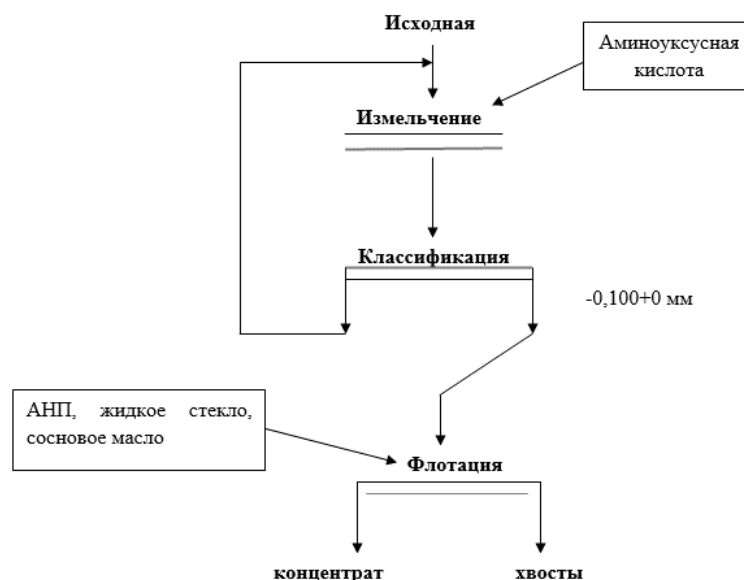 Исходная
Аминоуксусная
кислота
Измельчение
Классификация
-0,100+0 мм
АНП, жидкое стекло,
сосновое масло
Флотация
концентрат
хвосты